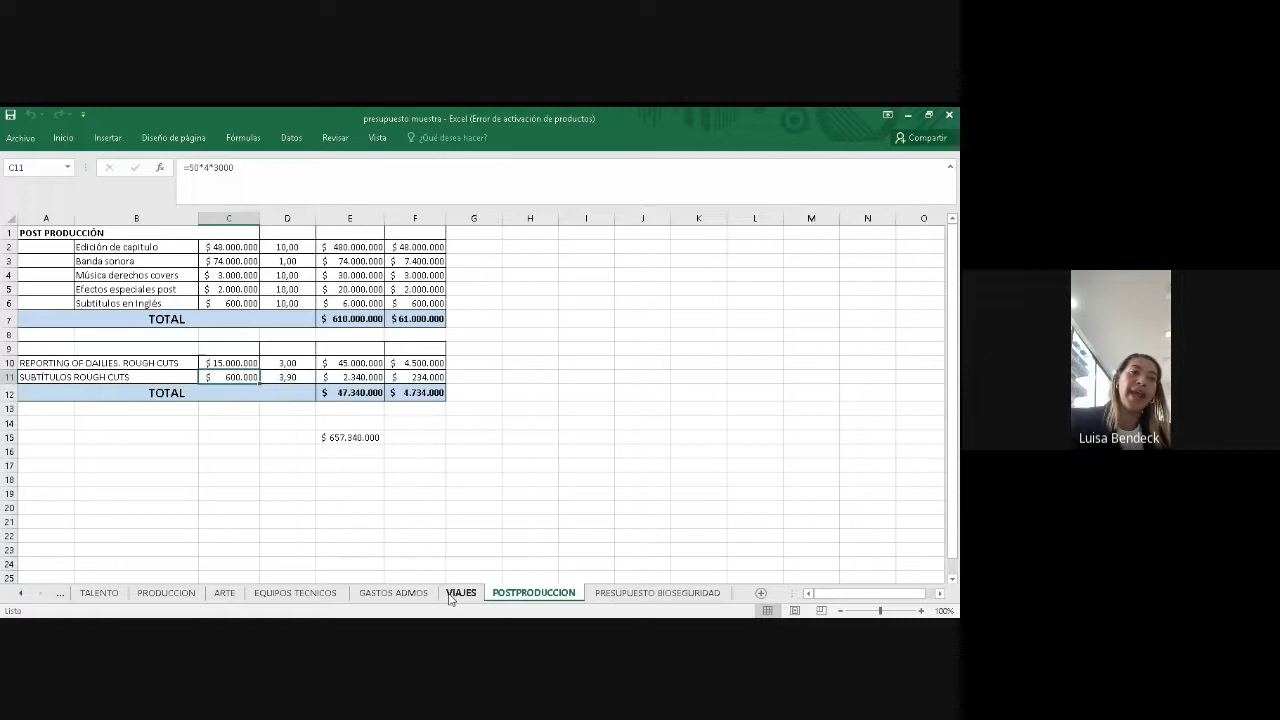 presupuesto muestra - Excel (Error de activación de productos)
Archivo Inicio Insertar Diseño de página Fórmulas Datos Revisar Vista ¿Qué desea hacer? Compartir
C11 fx =50*4*3000
A B C D E F G H I J K L M N O
1 POST PRODUCCIÓN
2 Edición de capitulo $ 48.000.000 10,00 $ 480.000.000 $ 48.000.000
3 Banda sonora $ 74.000.000 1,00 $ 74.000.000 $ 7.400.000
4 Música derechos covers $ 3.000.000 10,00 $ 30.000.000 $ 3.000.000
5 Efectos especiales post $ 2.000.000 10,00 $ 20.000.000 $ 2.000.000
6 Subtítulos en Inglés $ 600.000 10,00 $ 6.000.000 $ 600.000
7 TOTAL $ 610.000.000 $ 61.000.000
8
9
10 REPORTING OF DAILIES. ROUGH CUTS $ 15.000.000 3,00 $ 45.000.000 $ 4.500.000
11 SUBTÍTULOS ROUGH CUTS $ 600.000 3,90 $ 2.340.000 $ 234.000
12 TOTAL $ 47.340.000 $ 4.734.000
13
14
15 $ 657.340.000
16
17
18
19
20
21
22
23
24
25
... TALENTO PRODUCCION ARTE EQUIPOS TECNICOS GASTOS ADMOS VIAJES POSTPRODUCCION PRESUPUESTO BIOSEGURIDAD
Listo 100%
Luisa Bendeck